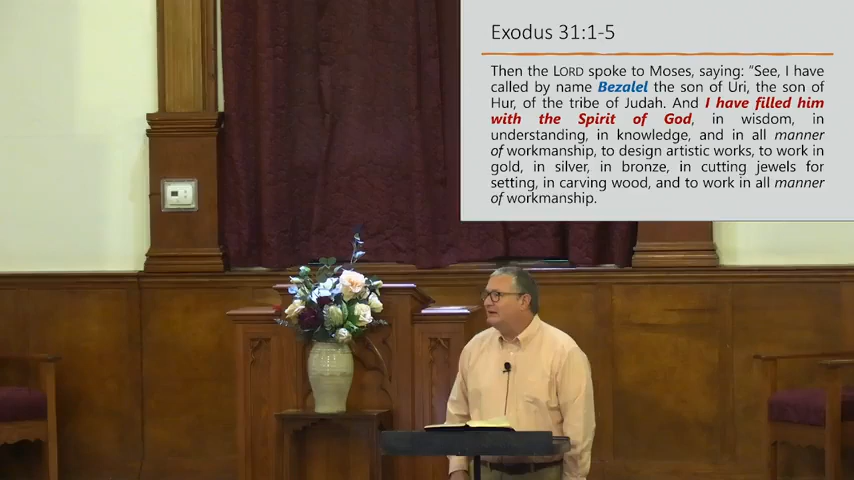 Exodus 31:1-5
Then the LORD spoke to Moses, saying: "See, I have
called by name Bezalel the son of Uri, the son of
Hur, of the tribe of Judah. And I have filled him
with the Spirit of God, in wisdom, in
understanding, in knowledge, and in all manner
of workmanship, to design artistic works, to work in
gold, in silver, in bronze, in cutting jewels for
setting, in carving wood, and to work in all manner
of workmanship.